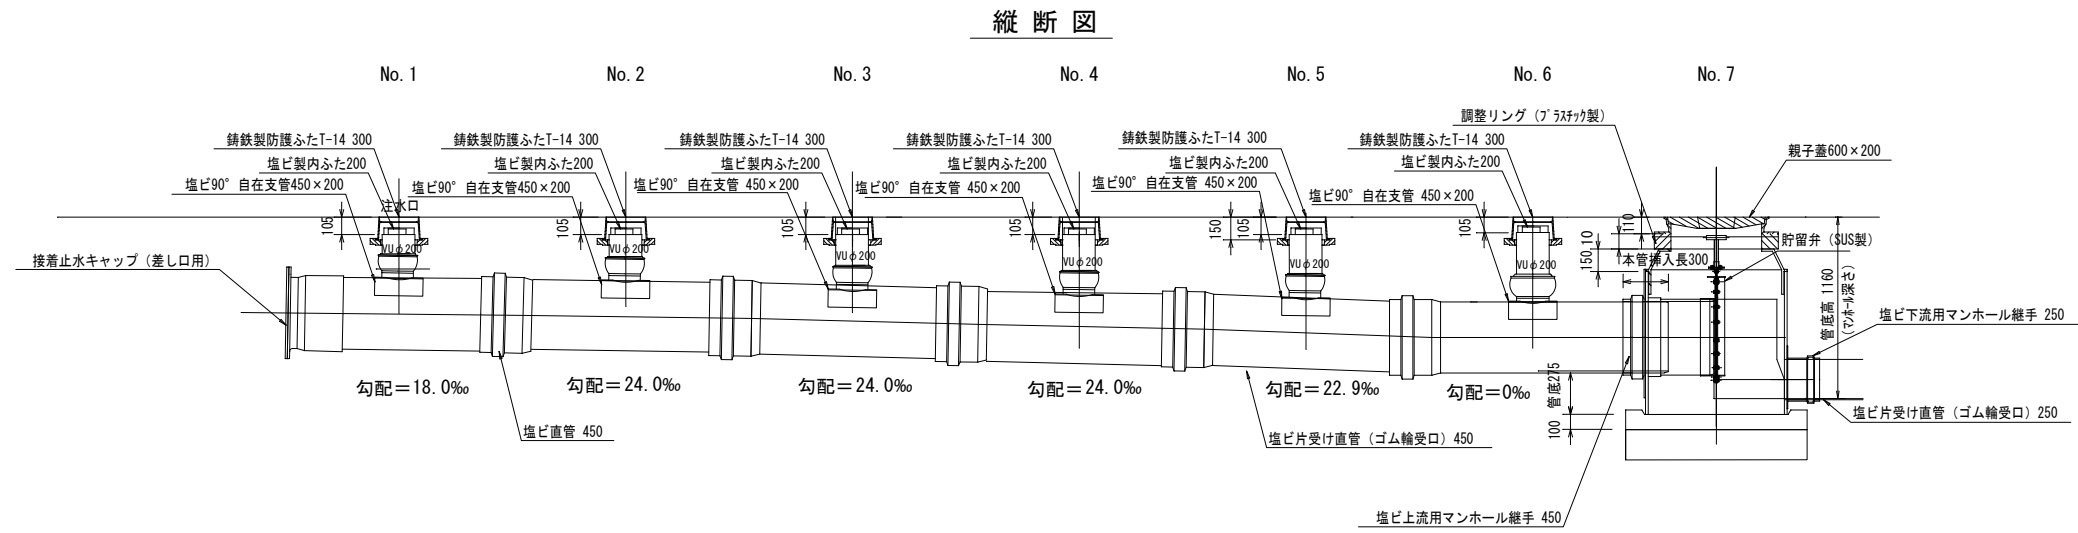 縦断図
No. 1
No. 2
No. 3
No. 4
No. 5
No. 6
No. 7
鋳鉄製防護ふたT-14 300
塩ビ製内ふた200
塩ビ90° 自在支管450×200
注水口
105
VUφ200
鋳鉄製防護ふたT-14 300
塩ビ製内ふた200
塩ビ90° 自在支管450×200
105
VUφ200
鋳鉄製防護ふたT-14 300
塩ビ製内ふた200
塩ビ90° 自在支管 450×200
105
VUφ200
鋳鉄製防護ふたT-14 300
塩ビ製内ふた200
塩ビ90° 自在支管 450×200
105
VUφ200
鋳鉄製防護ふたT-14 300
塩ビ製内ふた200
塩ビ90° 自在支管 450×200
150
105
VUφ200
鋳鉄製防護ふたT-14 300
塩ビ製内ふた200
塩ビ90° 自在支管 450×200
105
VUφ200
調整リング（プラスチック製）
親子蓋600×200
110
10
150
貯留弁（SUS製）
本管挿入長300
管底高 1160
（マンホール深さ）
接着止水キャップ（差し口用）
塩ビ下流用マンホール継手 250
勾配＝18.0‰
勾配＝24.0‰
勾配＝24.0‰
勾配＝24.0‰
勾配＝22.9‰
勾配＝0‰
管底275
100
塩ビ片受け直管（ゴム輪受口）250
塩ビ直管 450
塩ビ片受け直管（ゴム輪受口）450
塩ビ上流用マンホール継手 450